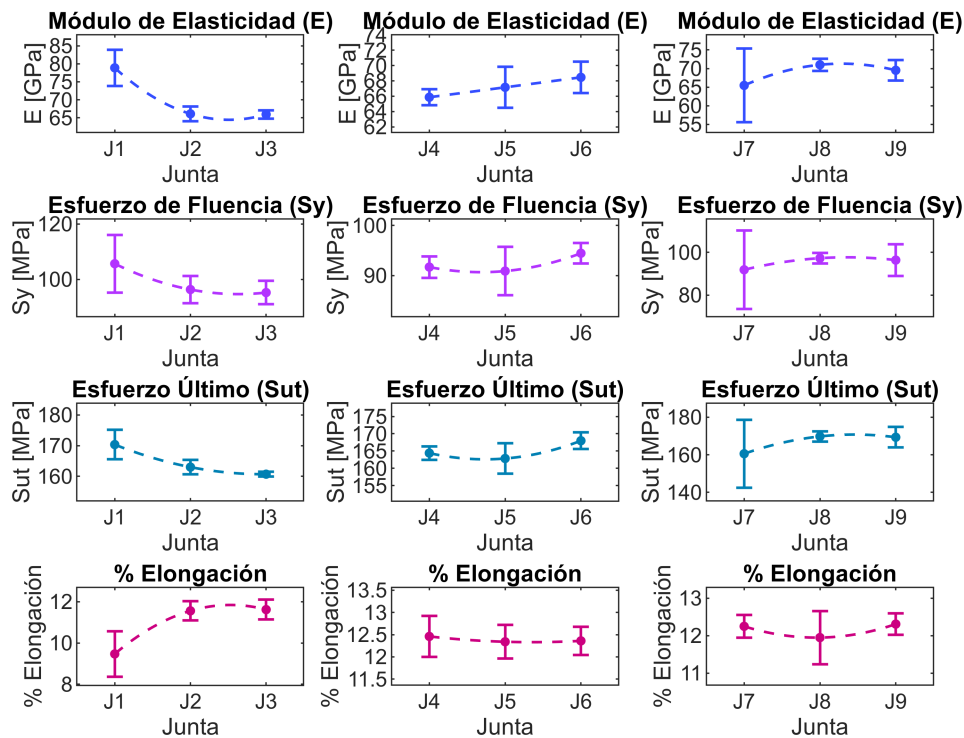 Módulo de Elasticidad (E)
E [GPa]
85
80
75
70
65
J1 J2 J3
Junta
Módulo de Elasticidad (E)
E [GPa]
74
72
70
68
66
64
62
J4 J5 J6
Junta
Módulo de Elasticidad (E)
E [GPa]
75
70
65
60
55
J7 J8 J9
Junta
Esfuerzo de Fluencia (Sy)
Sy [MPa]
120
100
J1 J2 J3
Junta
Esfuerzo de Fluencia (Sy)
Sy [MPa]
100
90
J4 J5 J6
Junta
Esfuerzo de Fluencia (Sy)
Sy [MPa]
100
80
J7 J8 J9
Junta
Esfuerzo Último (Sut)
Sut [MPa]
180
170
160
J1 J2 J3
Junta
Esfuerzo Último (Sut)
Sut [MPa]
175
170
165
160
155
J4 J5 J6
Junta
Esfuerzo Último (Sut)
Sut [MPa]
180
160
140
J7 J8 J9
Junta
% Elongación
% Elongación
12
10
8
J1 J2 J3
Junta
% Elongación
% Elongación
13.5
13
12.5
12
11.5
J4 J5 J6
Junta
% Elongación
% Elongación
13
12
11
J7 J8 J9
Junta